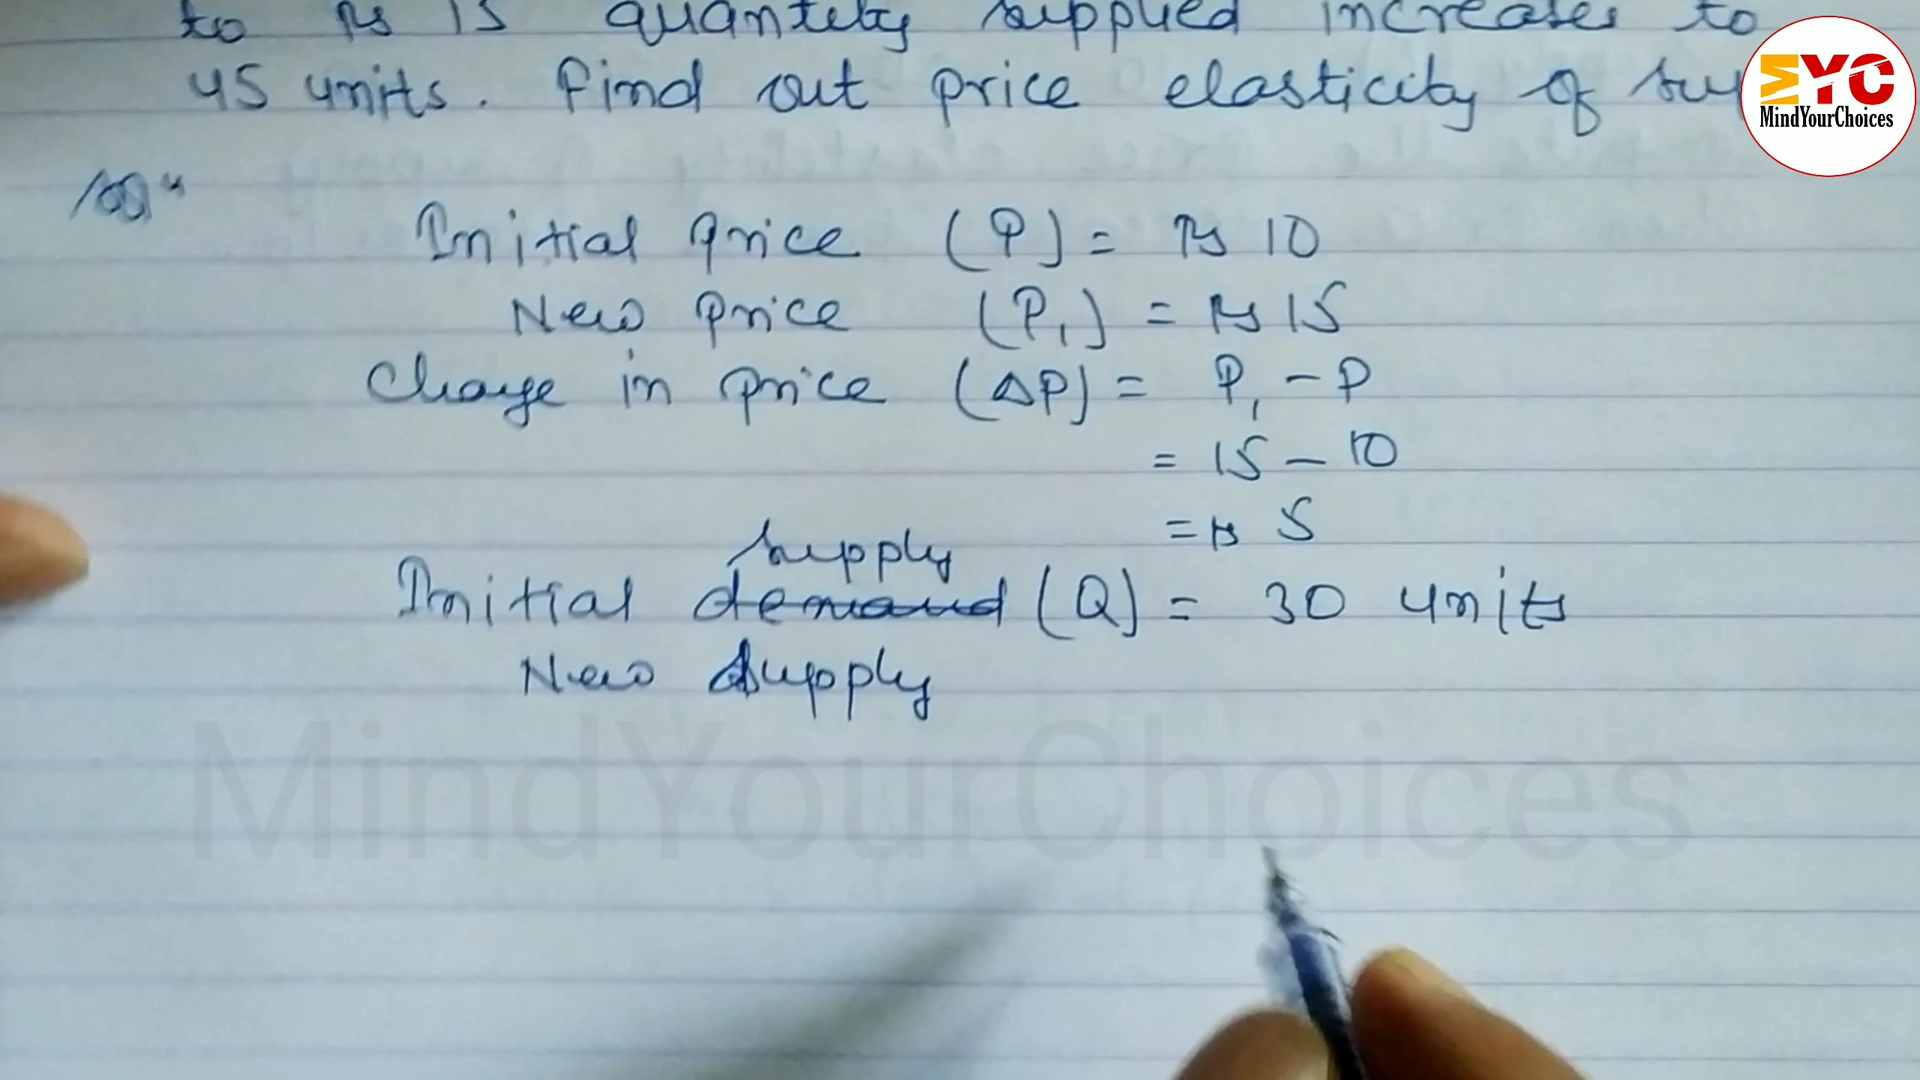 to Rs 15 quantity supplied increases to
45 units. Find out price elasticity of su
MYC
MindYourChoices
Sol"
Initial price (P) = Rs 10
New price (P1) = Rs 15
Change in price (ΔP) = P1 - P
= 15 - 10
= Rs 5
supply
Initial demand (Q) = 30 units
New Supply
MindYourChoices